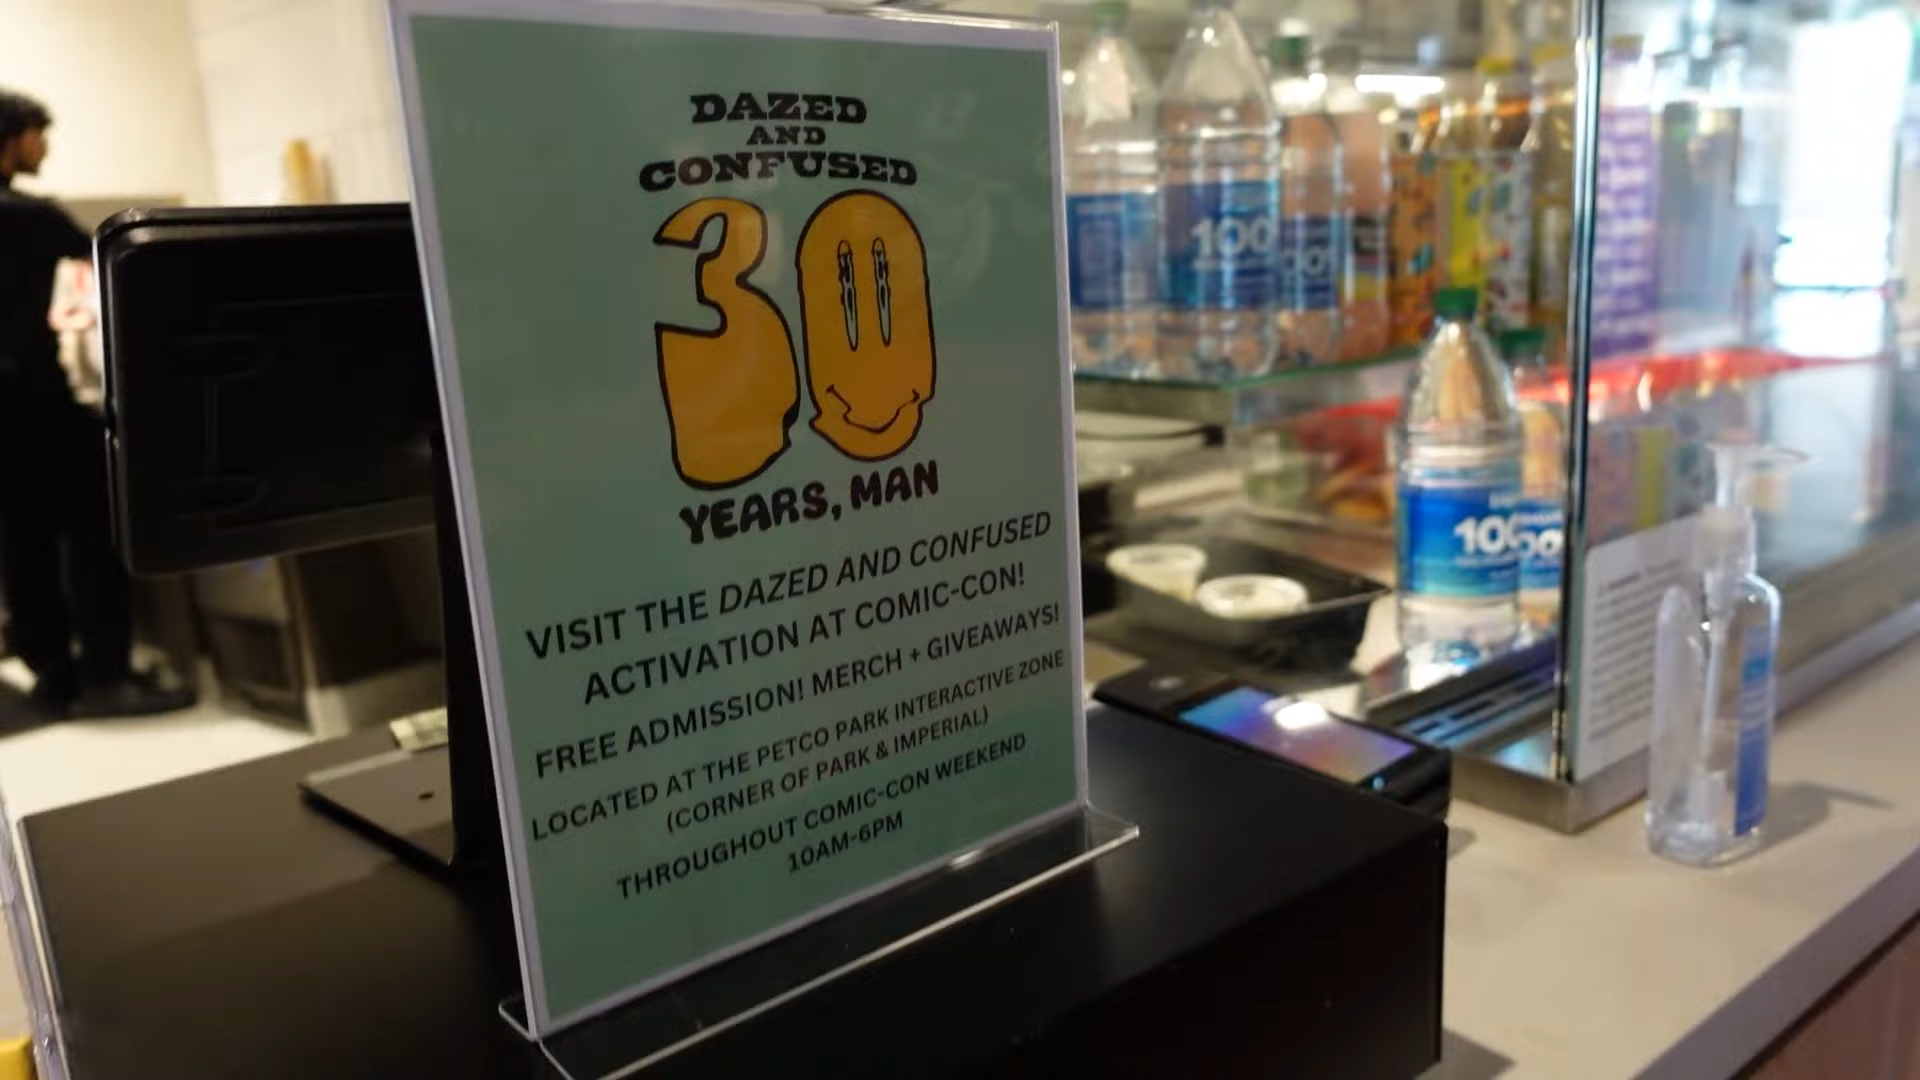 DAZED
AND
CONFUSED
30
YEARS, MAN
VISIT THE DAZED AND CONFUSED
ACTIVATION AT COMIC-CON!
FREE ADMISSION! MERCH + GIVEAWAYS!
LOCATED AT THE PETCO PARK INTERACTIVE ZONE
(CORNER OF PARK & IMPERIAL)
THROUGHOUT COMIC-CON WEEKEND
10AM-6PM
100